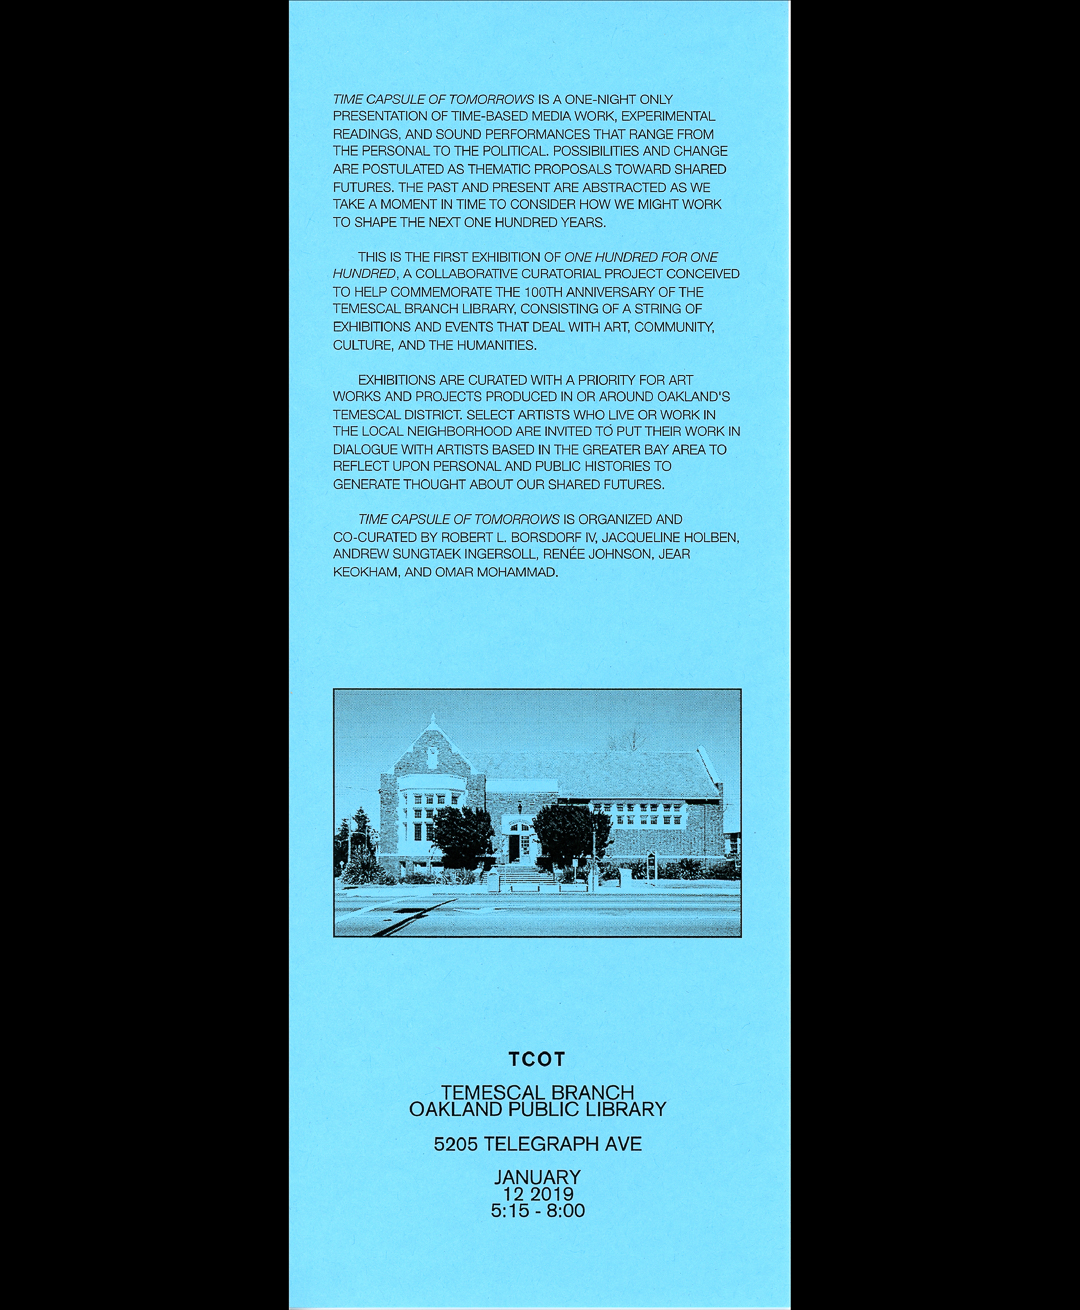 TIME CAPSULE OF TOMORROWS IS A ONE-NIGHT ONLY
PRESENTATION OF TIME-BASED MEDIA WORK, EXPERIMENTAL
READINGS, AND SOUND PERFORMANCES THAT RANGE FROM
THE PERSONAL TO THE POLITICAL. POSSIBILITIES AND CHANGE
ARE POSTULATED AS THEMATIC PROPOSALS TOWARD SHARED
FUTURES. THE PAST AND PRESENT ARE ABSTRACTED AS WE
TAKE A MOMENT IN TIME TO CONSIDER HOW WE MIGHT WORK
TO SHAPE THE NEXT ONE HUNDRED YEARS.
THIS IS THE FIRST EXHIBITION OF ONE HUNDRED FOR ONE
HUNDRED, A COLLABORATIVE CURATORIAL PROJECT CONCEIVED
TO HELP COMMEMORATE THE 100TH ANNIVERSARY OF THE
TEMESCAL BRANCH LIBRARY, CONSISTING OF A STRING OF
EXHIBITIONS AND EVENTS THAT DEAL WITH ART, COMMUNITY,
CULTURE, AND THE HUMANITIES.
EXHIBITIONS ARE CURATED WITH A PRIORITY FOR ART
WORKS AND PROJECTS PRODUCED IN OR AROUND OAKLAND'S
TEMESCAL DISTRICT. SELECT ARTISTS WHO LIVE OR WORK IN
THE LOCAL NEIGHBORHOOD ARE INVITED TO PUT THEIR WORK IN
DIALOGUE WITH ARTISTS BASED IN THE GREATER BAY AREA TO
REFLECT UPON PERSONAL AND PUBLIC HISTORIES TO
GENERATE THOUGHT ABOUT OUR SHARED FUTURES.
TIME CAPSULE OF TOMORROWS IS ORGANIZED AND
CO-CURATED BY ROBERT L. BORSDORF IV, JACQUELINE HOLBEN,
ANDREW SUNGTAEK INGERSOLL, RENÉE JOHNSON, JEAR
KEOKHAM, AND OMAR MOHAMMAD.
TCOT
TEMESCAL BRANCH
OAKLAND PUBLIC LIBRARY
5205 TELEGRAPH AVE
JANUARY
12 2019
5:15 - 8:00